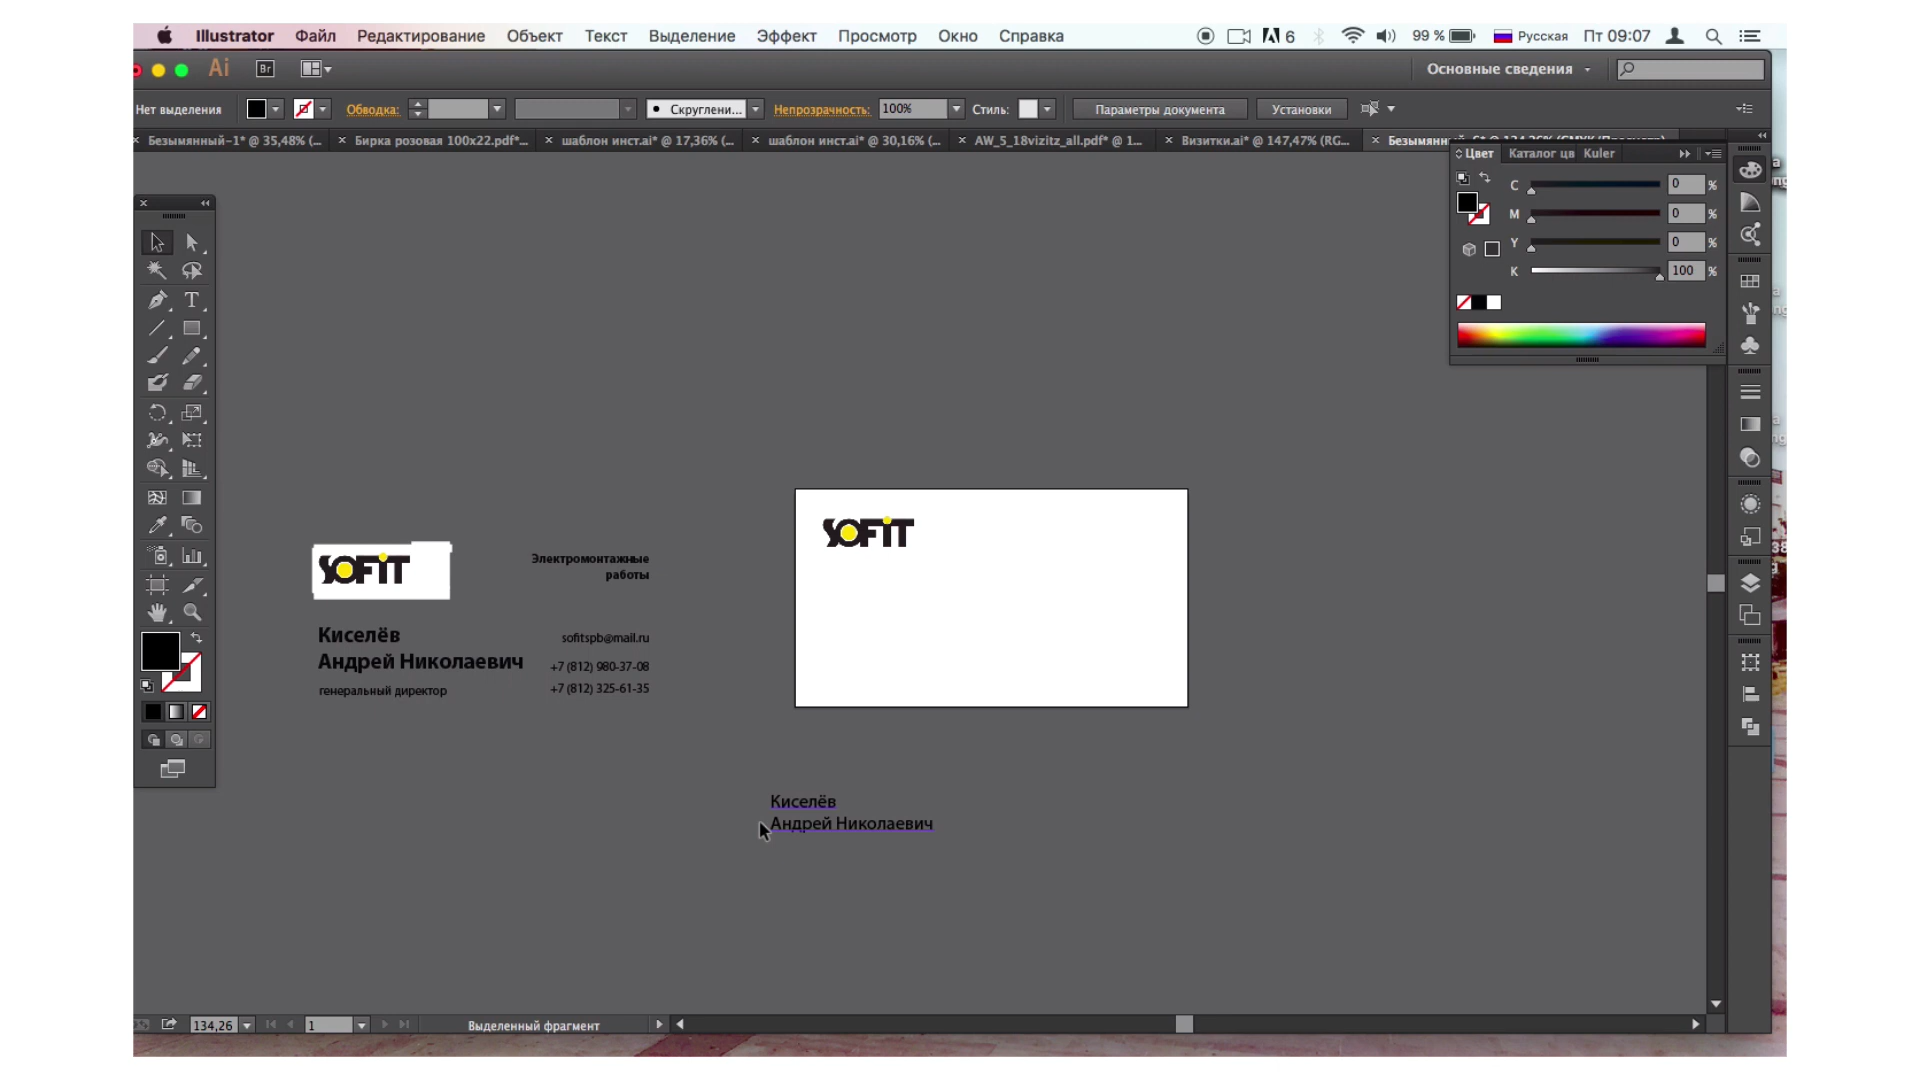 Illustrator Файл Редактирование Объект Текст Выделение Эффект Просмотр Окно Справка 6 99 % Русская Пт 09:07
Ai Br Основные сведения
Нет выделения Обводка: Скруглени... Непрозрачность: 100% Стиль: Параметры документа Установки
Безымянный-1* @ 35,48% (... Бирка розовая 100x22.pdf*... шаблон инст.ai* @ 17,36% (... шаблон инст.ai* @ 30,16% (... AW_5_18vizitz_all.pdf* @ 1... Визитки.ai* @ 147,47% (RG...
Цвет Каталог цв Kuler
C 0 %
M 0 %
Y 0 %
K 100 %
SOFIT
SOFIT
Электромонтажные
работы
Киселёв
Андрей Николаевич
генеральный директор
sofitspb@mail.ru
+7 (812) 980-37-08
+7 (812) 325-61-35
Киселёв
Андрей Николаевич
134,26 1 Выделенный фрагмент